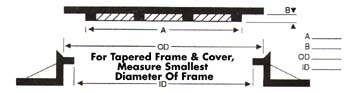 B
A
OD
For Tapered Frame & Cover,
Measure Smallest
Diameter Of Frame
ID
A
B
OD
ID